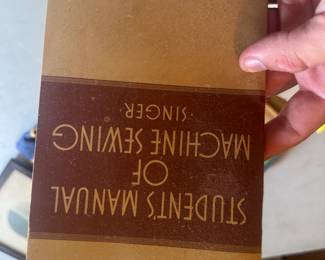 STUDENT'S MANUAL
OF
MACHINE SEWING
· SINGER ·